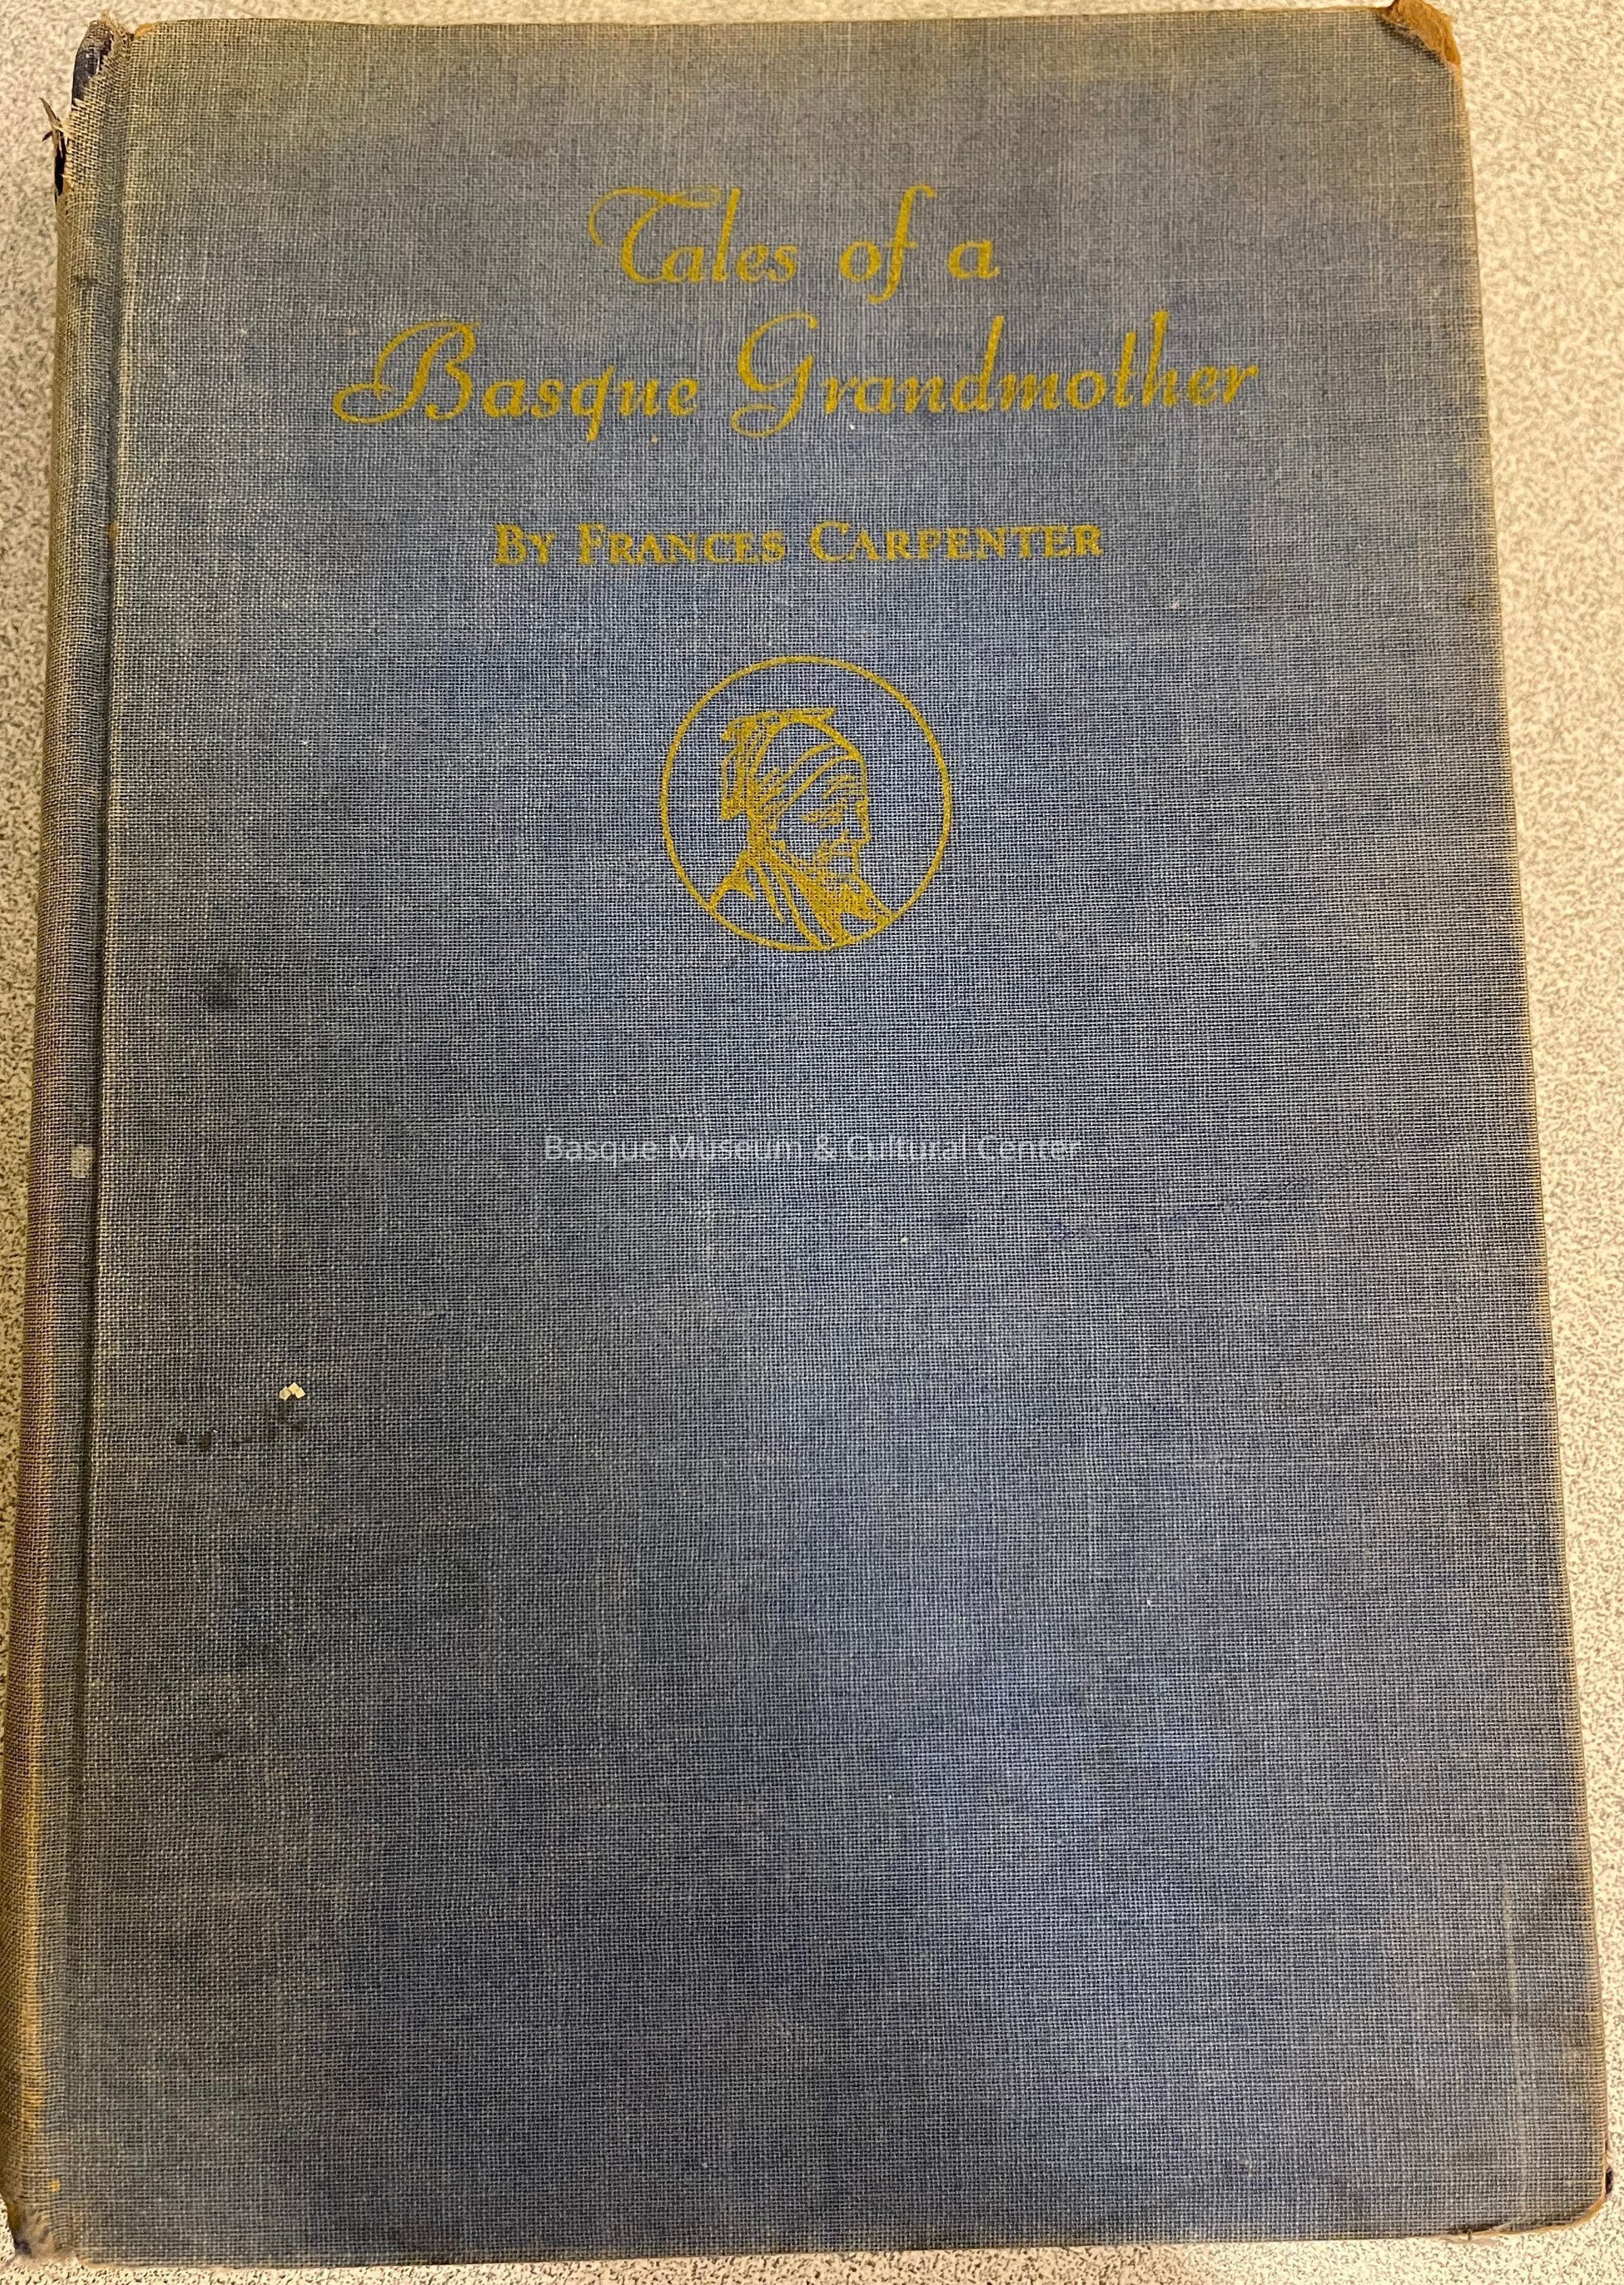 Tales of a
Basque Grandmother
By Frances Carpenter
Basque Museum & Cultural Center